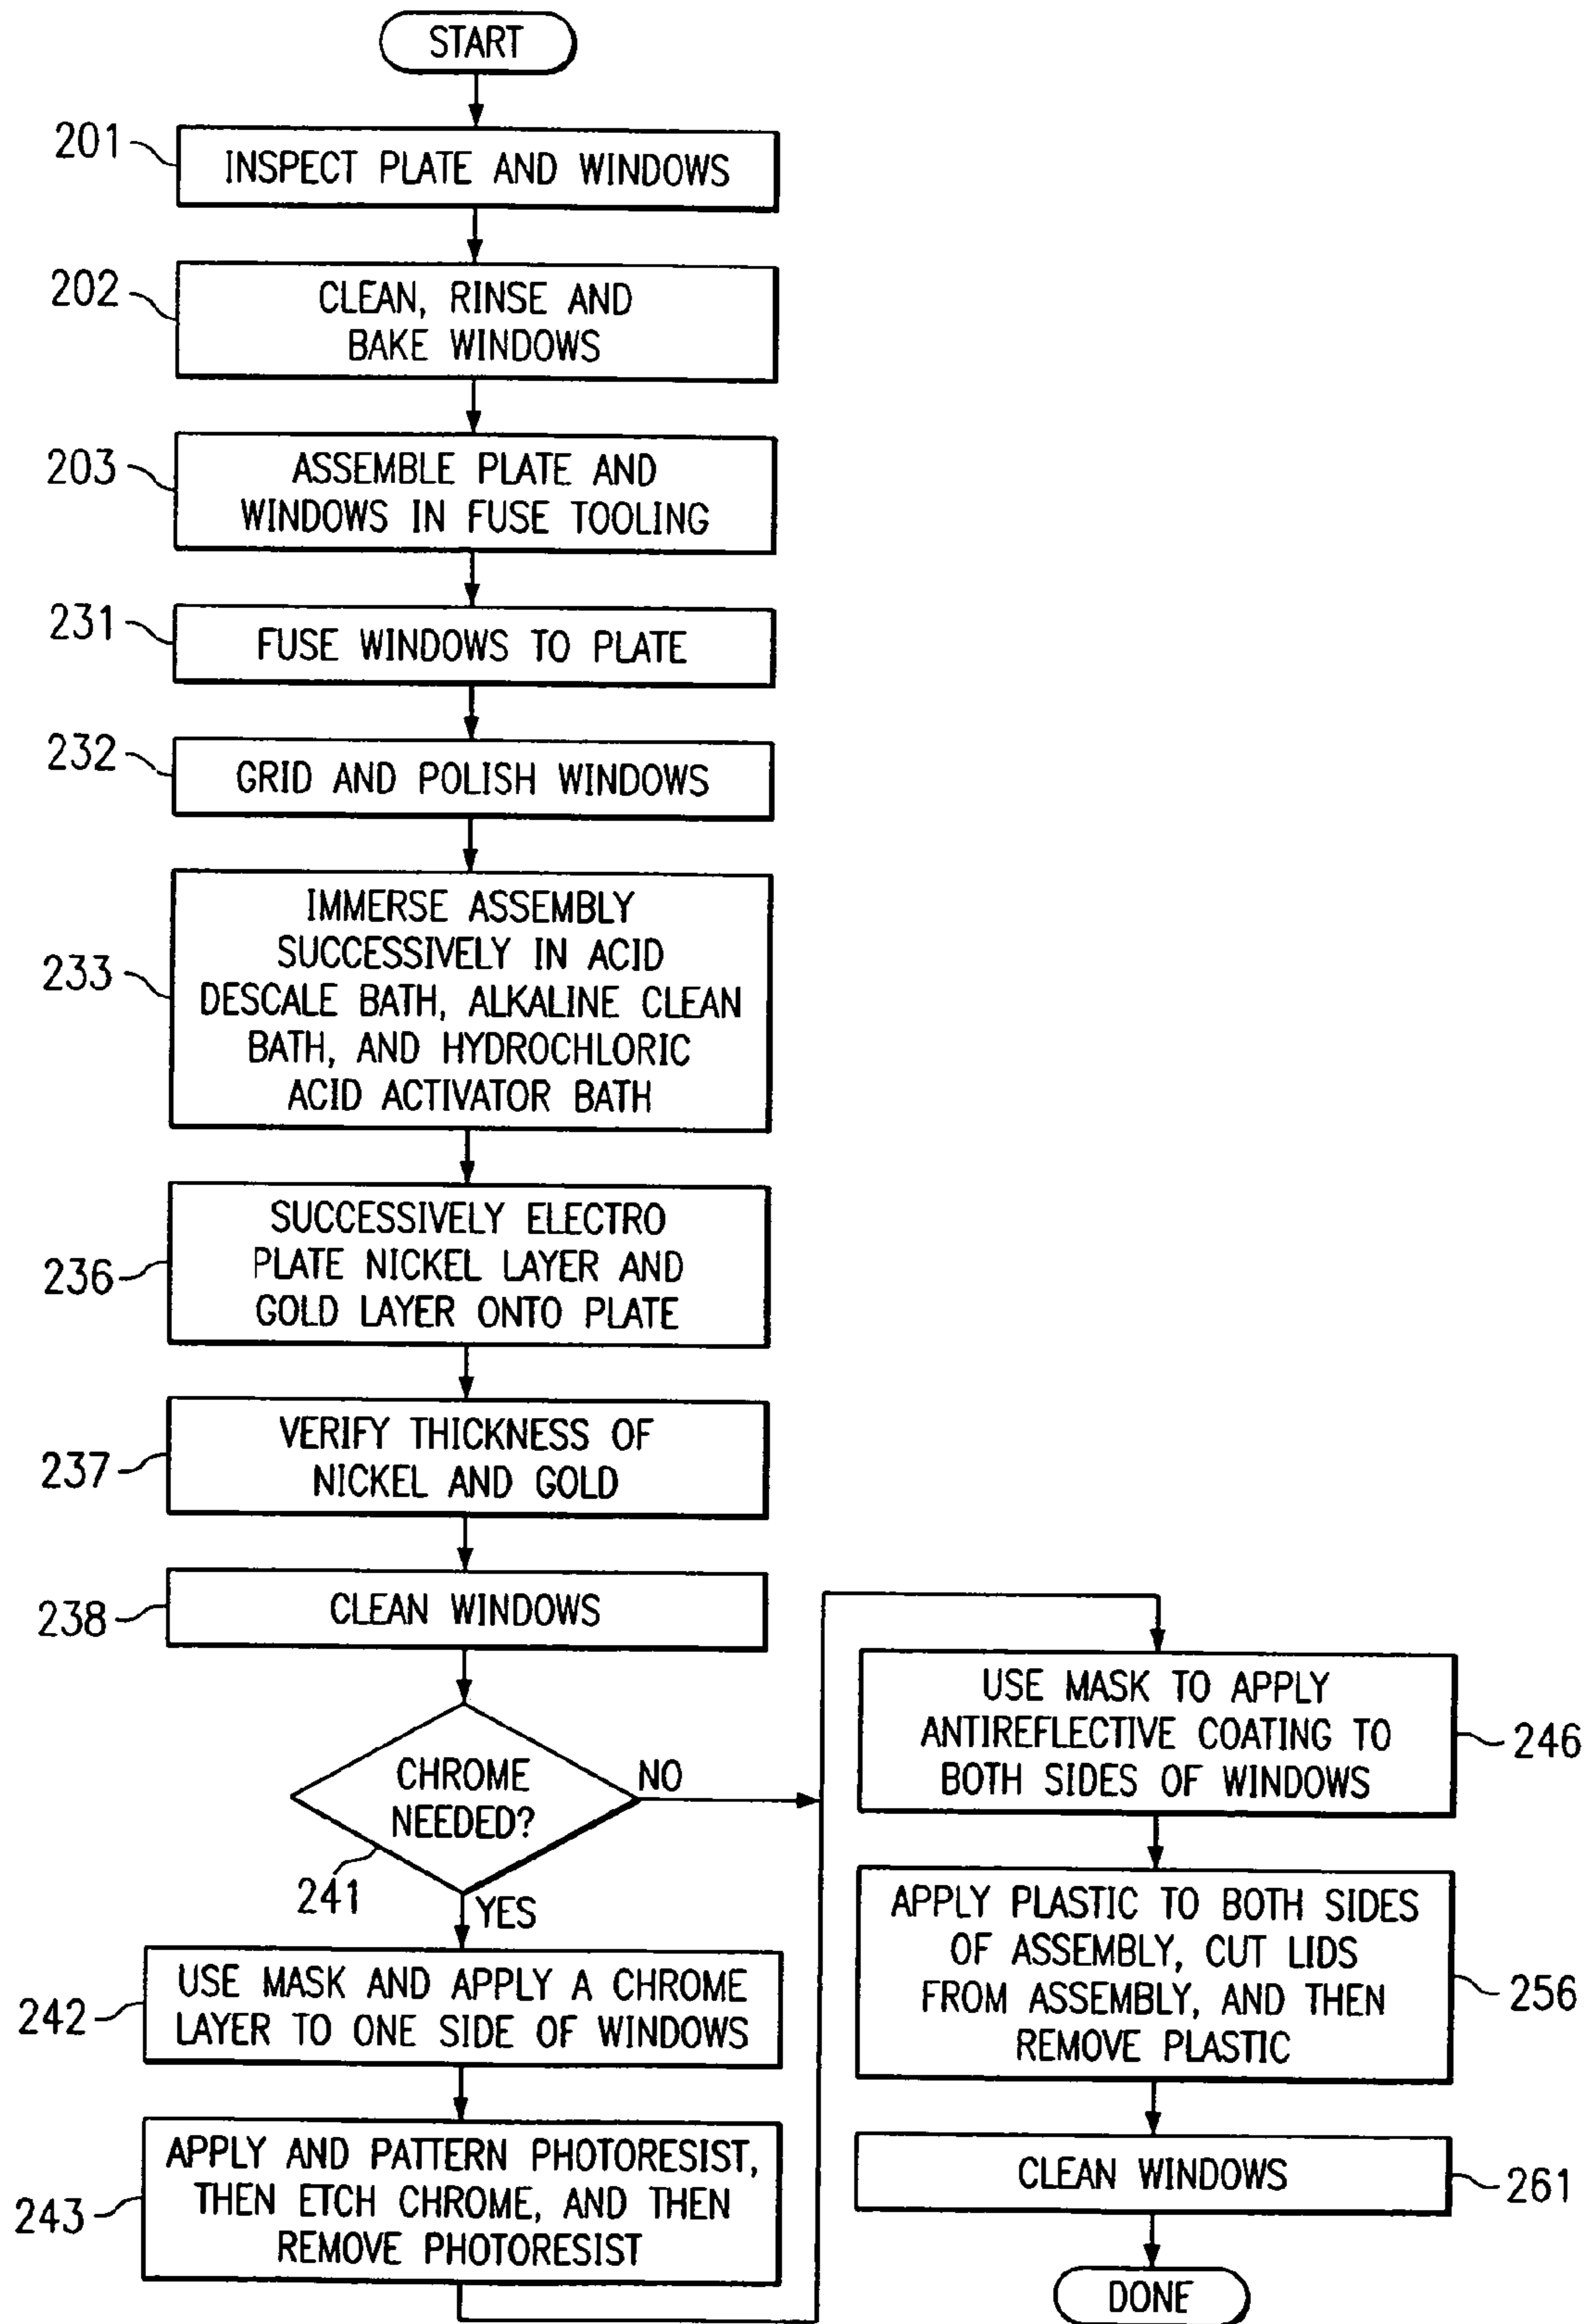 START
201
INSPECT PLATE AND WINDOWS
202
CLEAN, RINSE AND
BAKE WINDOWS
203
ASSEMBLE PLATE AND
WINDOWS IN FUSE TOOLING
231
FUSE WINDOWS TO PLATE
232
GRID AND POLISH WINDOWS
233
IMMERSE ASSEMBLY
SUCCESSIVELY IN ACID
DESCALE BATH, ALKALINE CLEAN
BATH, AND HYDROCHLORIC
ACID ACTIVATOR BATH
236
SUCCESSIVELY ELECTRO
PLATE NICKEL LAYER AND
GOLD LAYER ONTO PLATE
237
VERIFY THICKNESS OF
NICKEL AND GOLD
238
CLEAN WINDOWS
CHROME
NEEDED?
NO
241
YES
242
USE MASK AND APPLY A CHROME
LAYER TO ONE SIDE OF WINDOWS
243
APPLY AND PATTERN PHOTORESIST,
THEN ETCH CHROME, AND THEN
REMOVE PHOTORESIST
USE MASK TO APPLY
ANTIREFLECTIVE COATING TO
BOTH SIDES OF WINDOWS
246
APPLY PLASTIC TO BOTH SIDES
OF ASSEMBLY, CUT LIDS
FROM ASSEMBLY, AND THEN
REMOVE PLASTIC
256
CLEAN WINDOWS
261
DONE